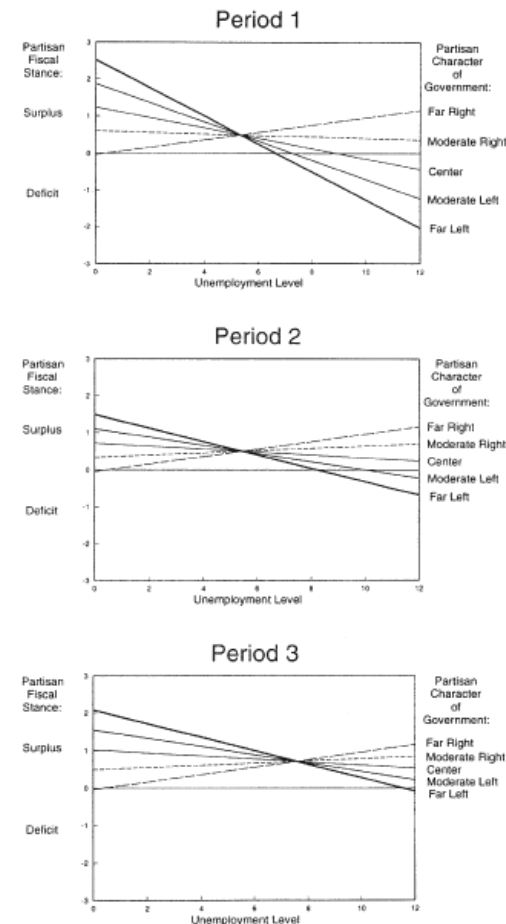 Period 1
Partisan
Fiscal
Stance:
Surplus
Deficit
3
2
1
0
-1
-2
-3
0 2 4 6 8 10 12
Unemployment Level
Partisan
Character
of
Government:
Far Right
Moderate Right
Center
Moderate Left
Far Left
Period 2
Partisan
Fiscal
Stance:
Surplus
Deficit
3
2
1
0
-1
-2
-3
0 2 4 6 8 10 12
Unemployment Level
Partisan
Character
of
Government:
Far Right
Moderate Right
Center
Moderate Left
Far Left
Period 3
Partisan
Fiscal
Stance:
Surplus
Deficit
3
2
1
0
-1
-2
-3
0 2 4 6 8 10 12
Unemployment Level
Partisan
Character
of
Government:
Far Right
Moderate Right
Center
Moderate Left
Far Left